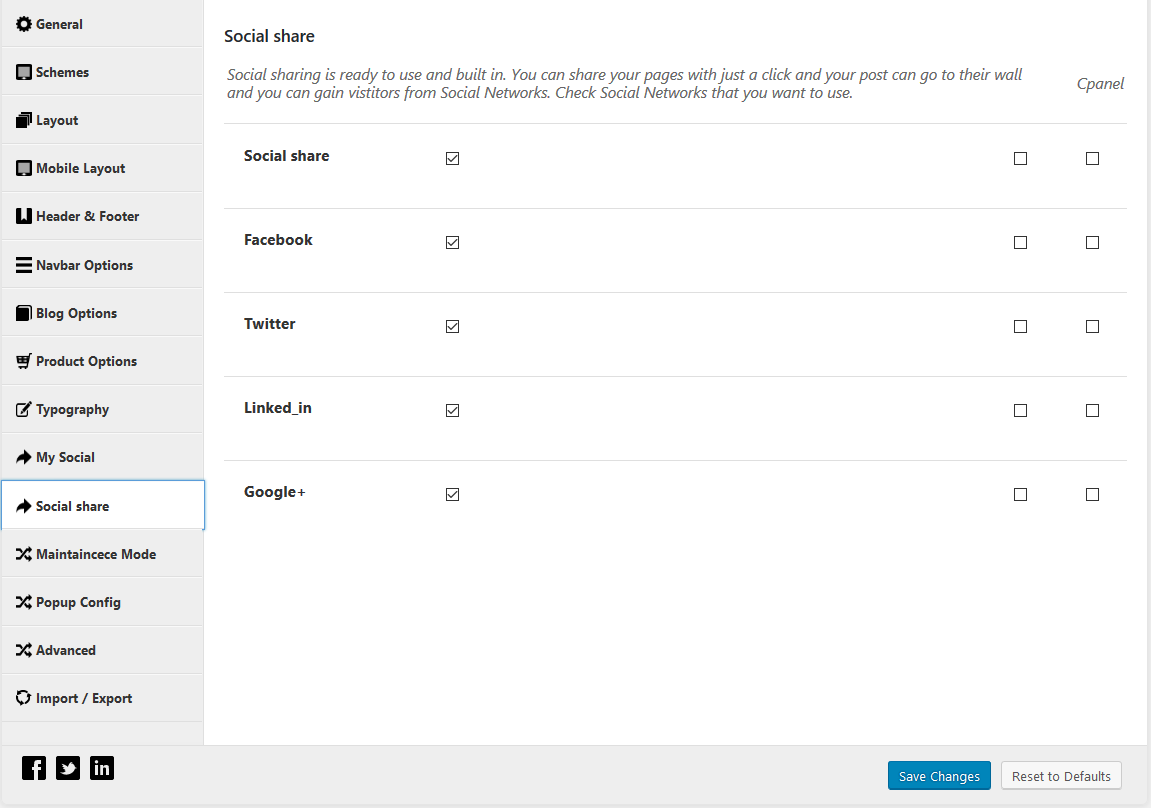 General
Schemes
Layout
Mobile Layout
Header & Footer
Navbar Options
Blog Options
Product Options
Typography
My Social
Social share
Maintaincece Mode
Popup Config
Advanced
Import / Export
Social share
Social sharing is ready to use and built in. You can share your pages with just a click and your post can go to their wall
and you can gain vistitors from Social Networks. Check Social Networks that you want to use.
Cpanel
Social share
Facebook
Twitter
Linked_in
Google+
Save Changes
Reset to Defaults